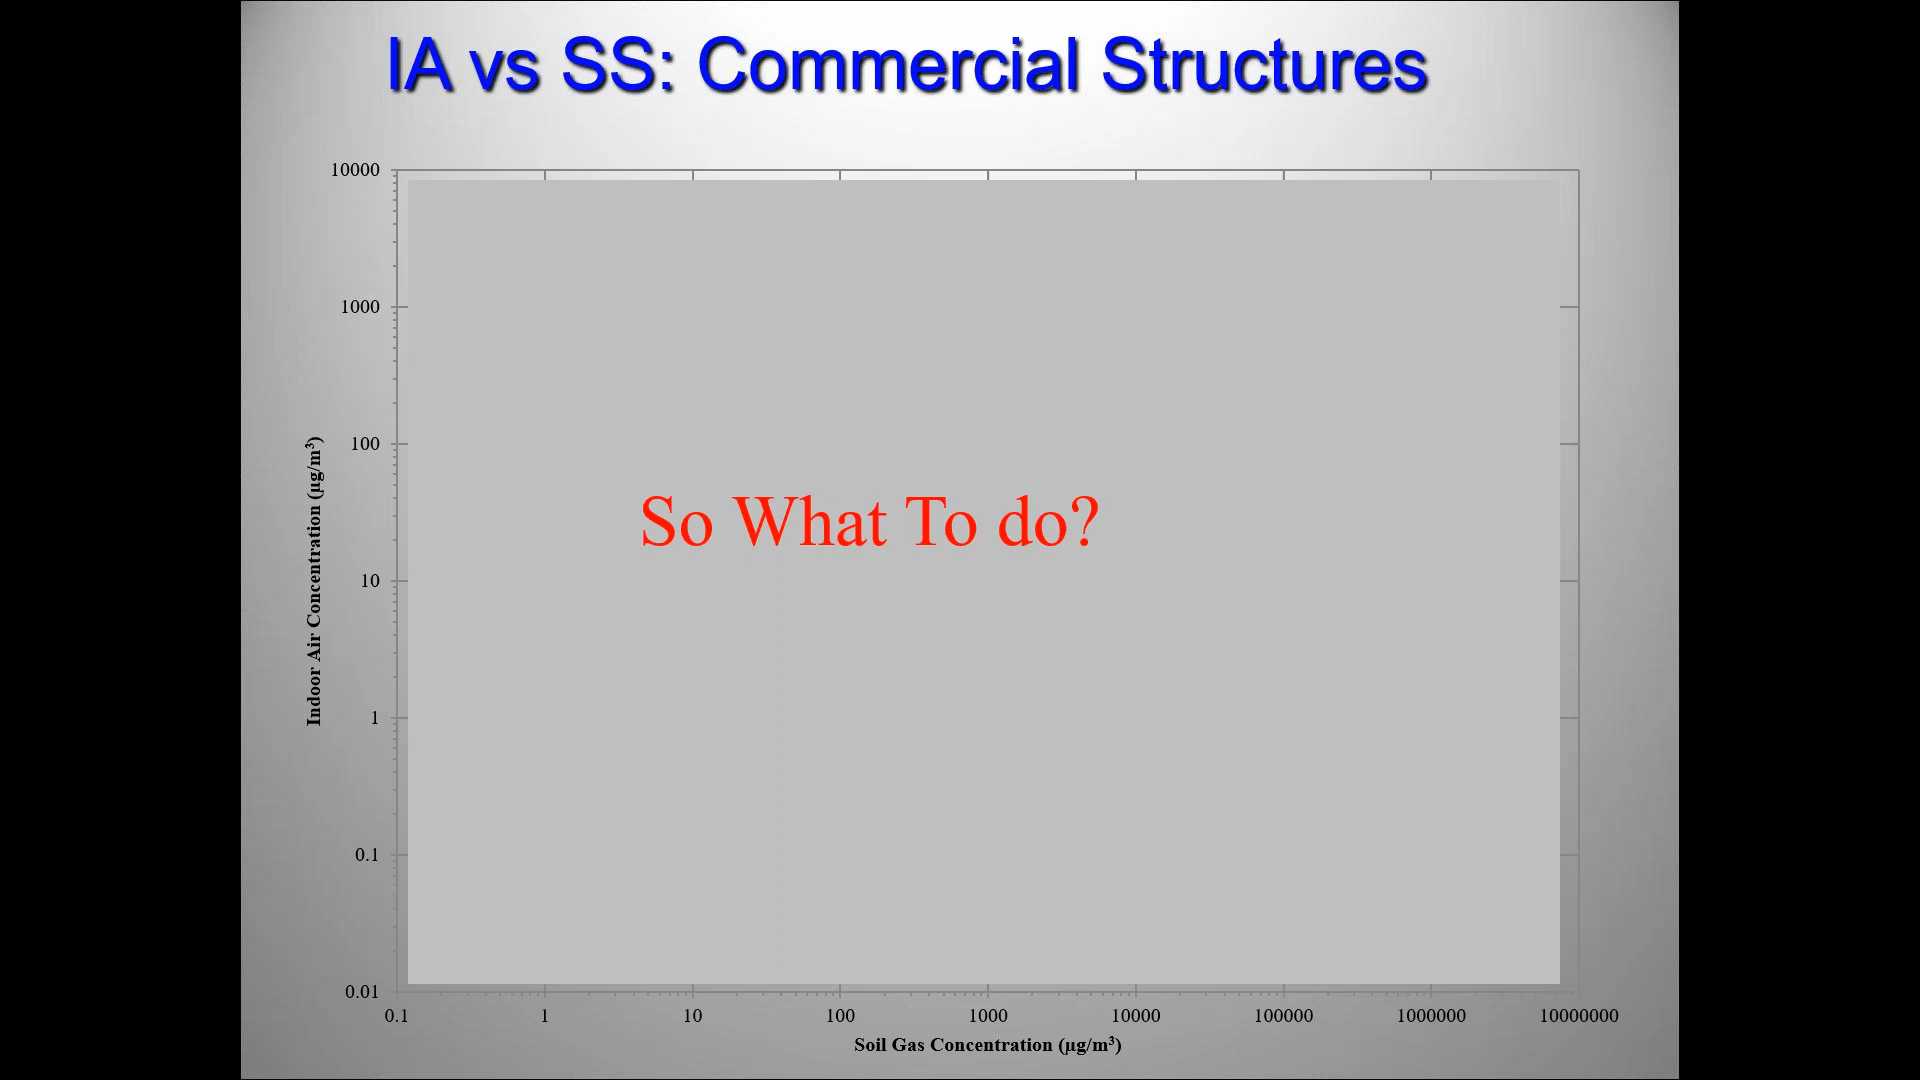 IA vs SS: Commercial Structures
10000
1000
100
10
1
0.1
0.01
Indoor Air Concentration (µg/m³)
So What To do?
0.1 1 10 100 1000 10000 100000 1000000 10000000
Soil Gas Concentration (µg/m³)